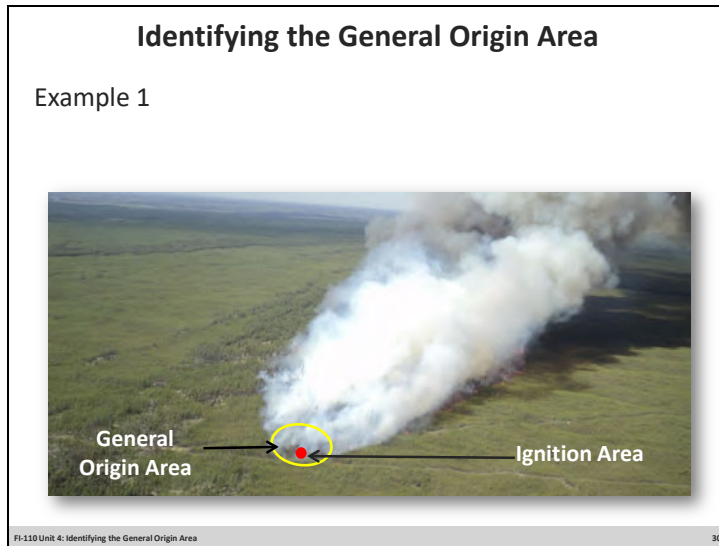 Identifying the General Origin Area
Example 1
General
Origin Area
Ignition Area
FI-110 Unit 4: Identifying the General Origin Area
30